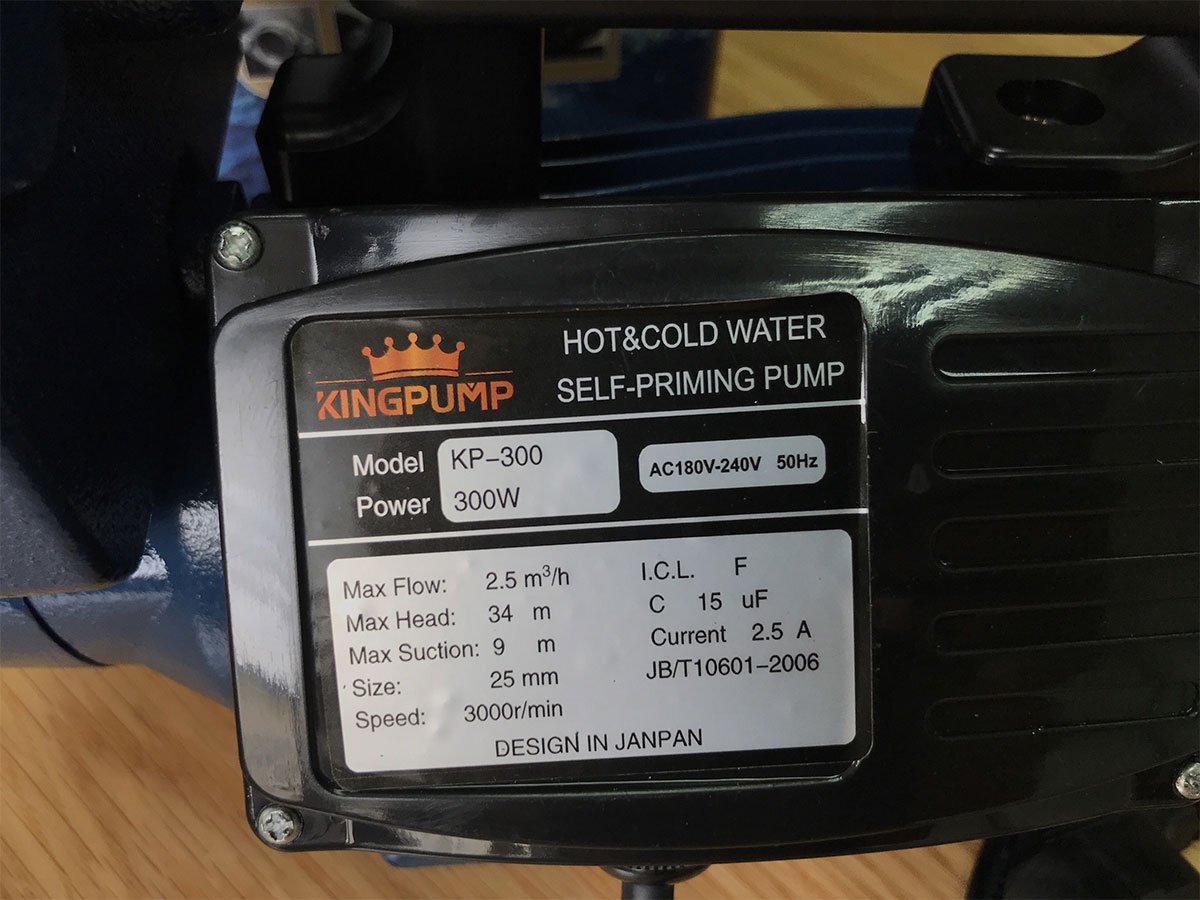 KINGPUMP
HOT&COLD WATER
SELF-PRIMING PUMP
Model KP-300
Power 300W
AC180V-240V 50Hz
Max Flow: 2.5 m³/h
Max Head: 34 m
Max Suction: 9 m
Size: 25 mm
Speed: 3000r/min
I.C.L. F
C 15 uF
Current 2.5 A
JB/T10601-2006
DESIGN IN JANPAN